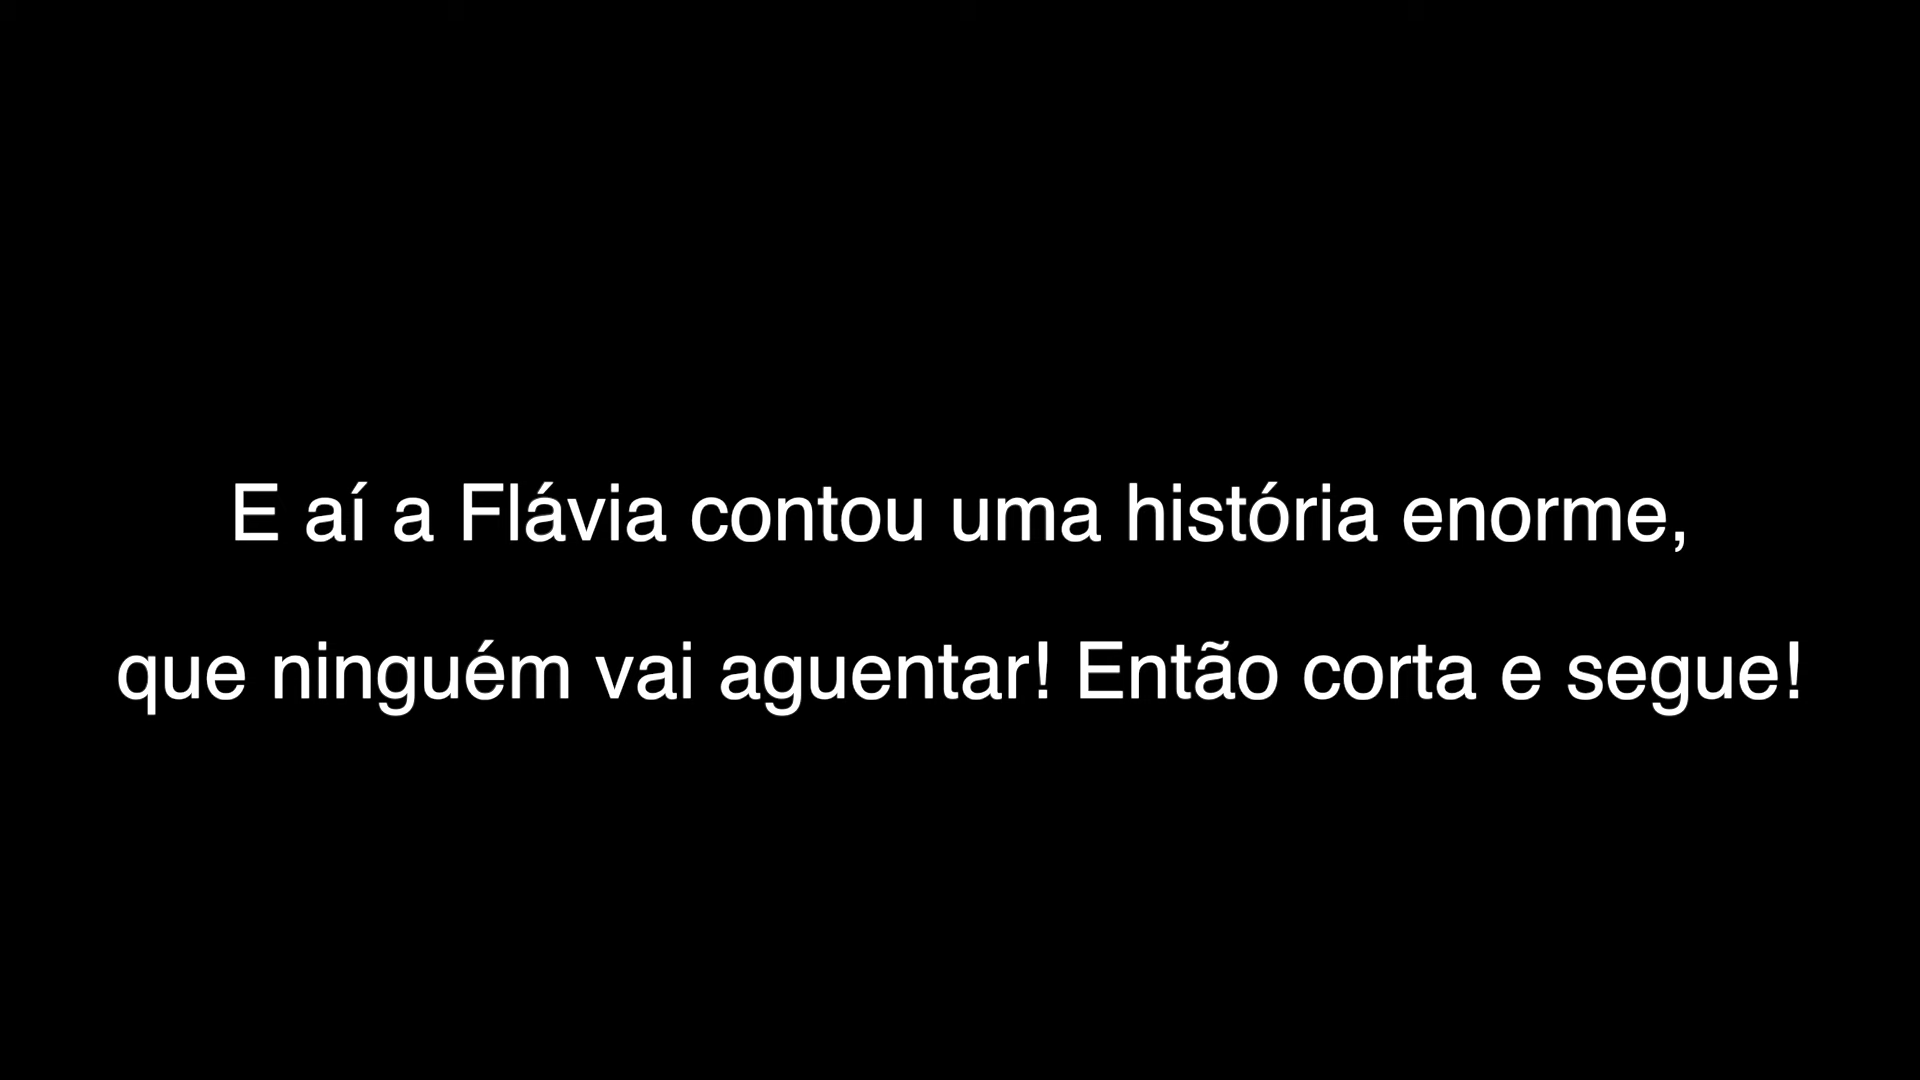 E aí a Flávia contou uma história enorme,
que ninguém vai aguentar! Então corta e segue!